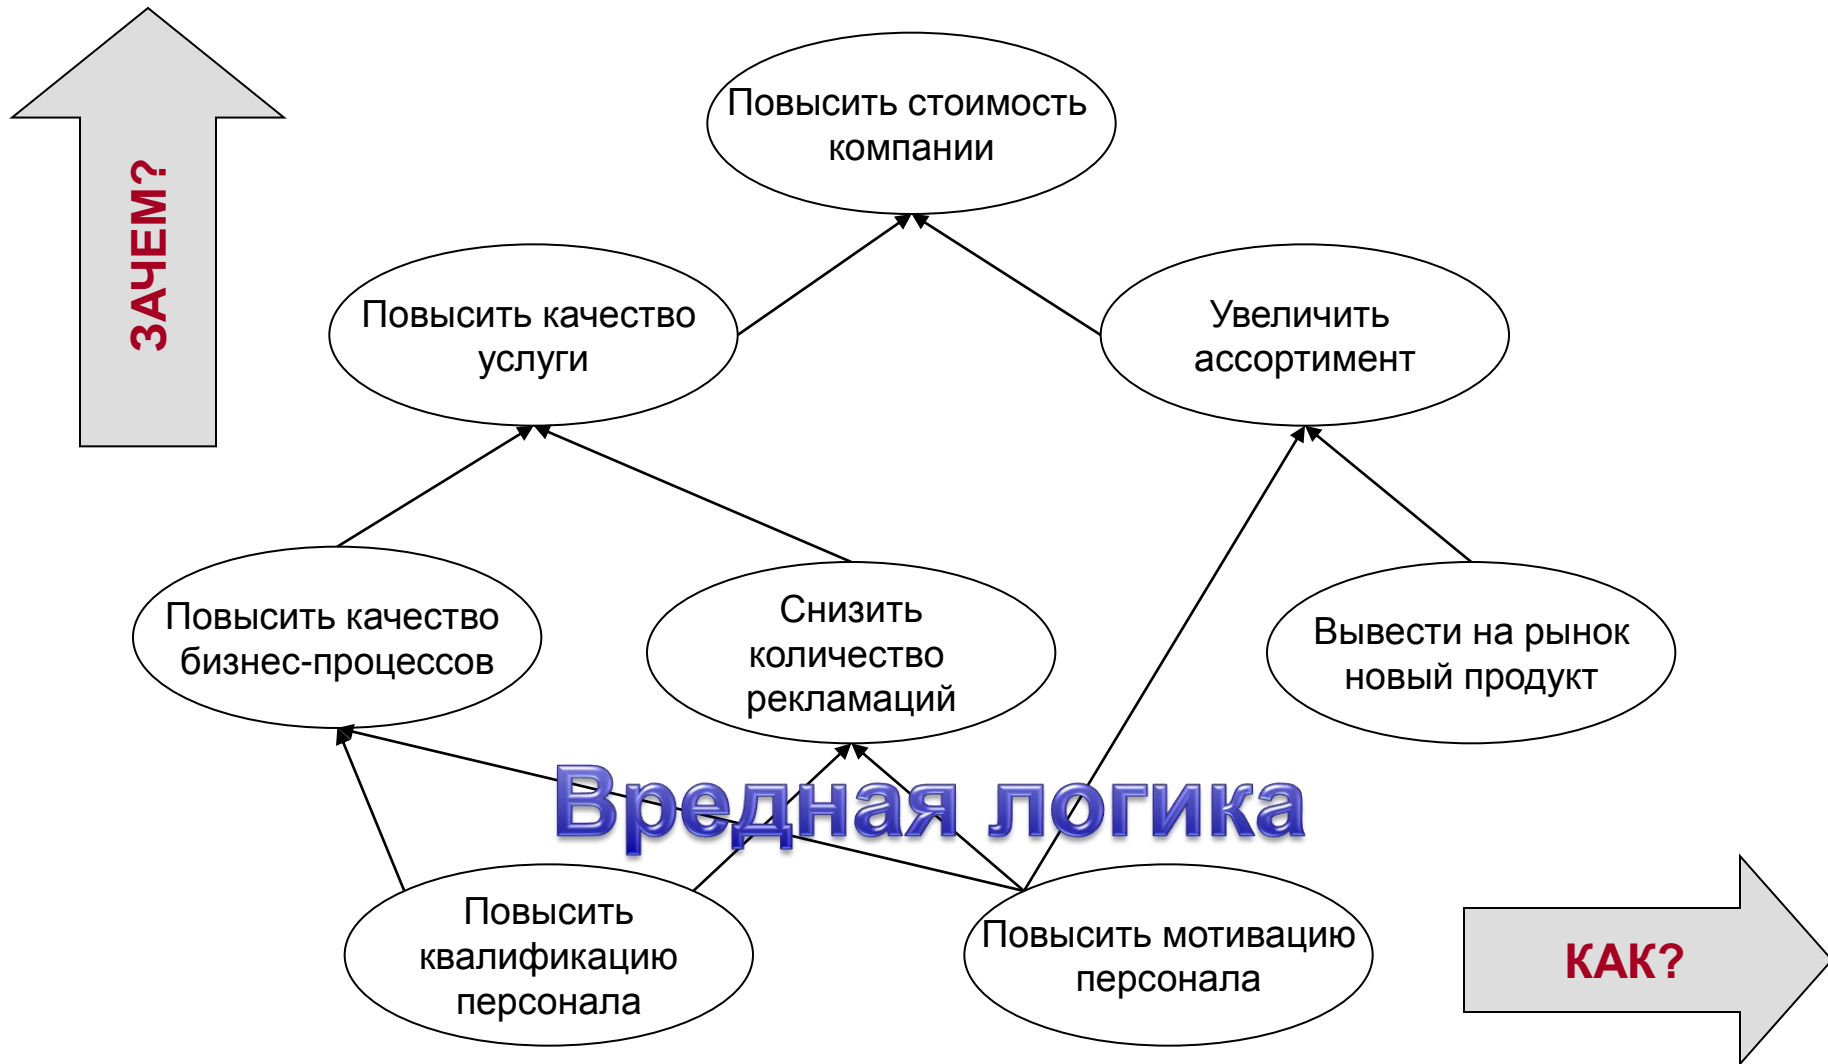 ЗАЧЕМ?
Повысить стоимость
компании
Повысить качество
услуги
Увеличить
ассортимент
Повысить качество
бизнес-процессов
Снизить
количество
рекламаций
Вывести на рынок
новый продукт
Вредная логика
Повысить
квалификацию
персонала
Повысить мотивацию
персонала
КАК?